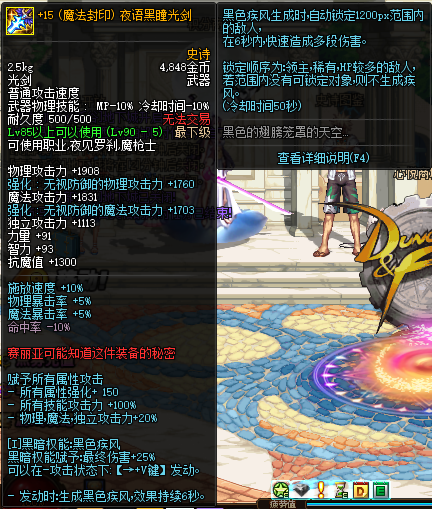 +15 (魔法封印) 夜语黑瞳光剑
史诗
2.5kg 4,848金币
光剑 武器
普通攻击速度
武器物理技能: MP-10% 冷却时间-10%
耐久度 500/500 无法交易
Lv85以上可以使用 (Lv90 - 5) 最下级
可使用职业,夜见罗刹,魔枪士
物理攻击力 +1908
强化: 无视防御的物理攻击力 +1760
魔法攻击力 +1831
强化: 无视防御的魔法攻击力 +1703
独立攻击力 +1113
力量 +91
智力 +93
抗魔值 +1300
施放速度 +10%
物理暴击率 +5%
魔法暴击率 +5%
命中率 -10%
赛丽亚可能知道这件装备的秘密
赋予所有属性攻击
- 所有属性强化+ 150
- 所有技能攻击力 +100%
- 物理,魔法,独立攻击力+20%
[I]黑暗权能:黑色疾风
黑暗权能赋予:最终伤害+25%
可以在-攻击状态下:【→+V键】发动。
- 发动时:生成黑色疾风,效果持续6秒。
黑色疾风生成时,自动锁定1200px范围内
的敌人,
在6秒内,快速造成多段伤害。
锁定顺序为:领主,稀有,HP较多的敌人,
若范围内没有可锁定对象,则不生成疾
风。
(冷却时间50秒)
黑色的翅膀笼罩的天空..
查看详细说明(F4)
疲劳值